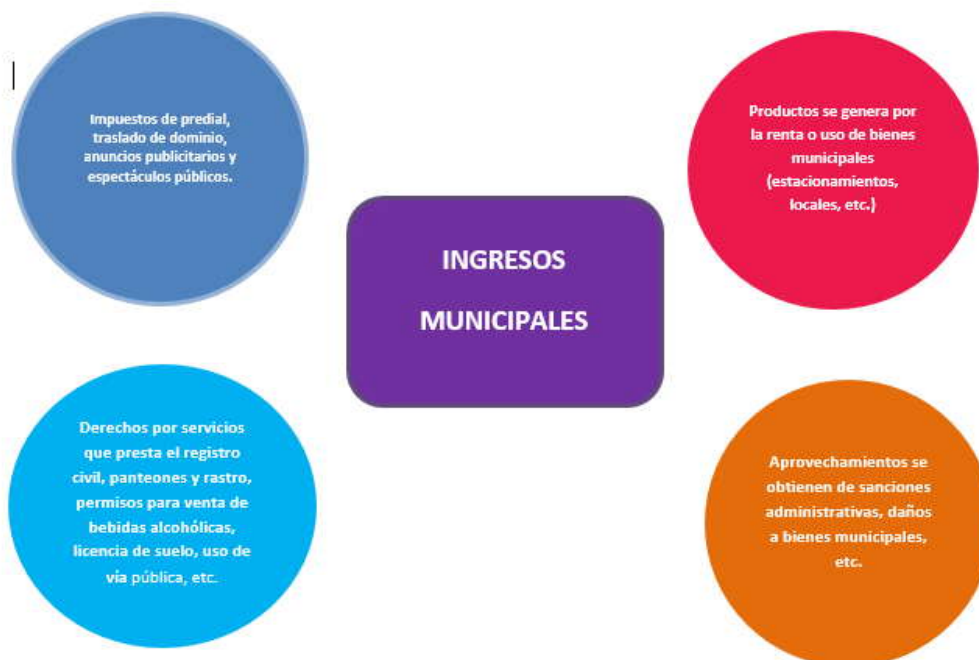 Impuestos de predial,
traslado de dominio,
anuncios publicitarios y
espectáculos públicos.
Productos se genera por
la renta o uso de bienes
municipales
(estacionamientos,
locales, etc.)
INGRESOS
MUNICIPALES
Derechos por servicios
que presta el registro
civil, panteones y rastro,
permisos para venta de
bebidas alcohólicas,
licencia de suelo, uso de
vía pública, etc.
Aprovechamientos se
obtienen de sanciones
administrativas, daños
a bienes municipales,
etc.